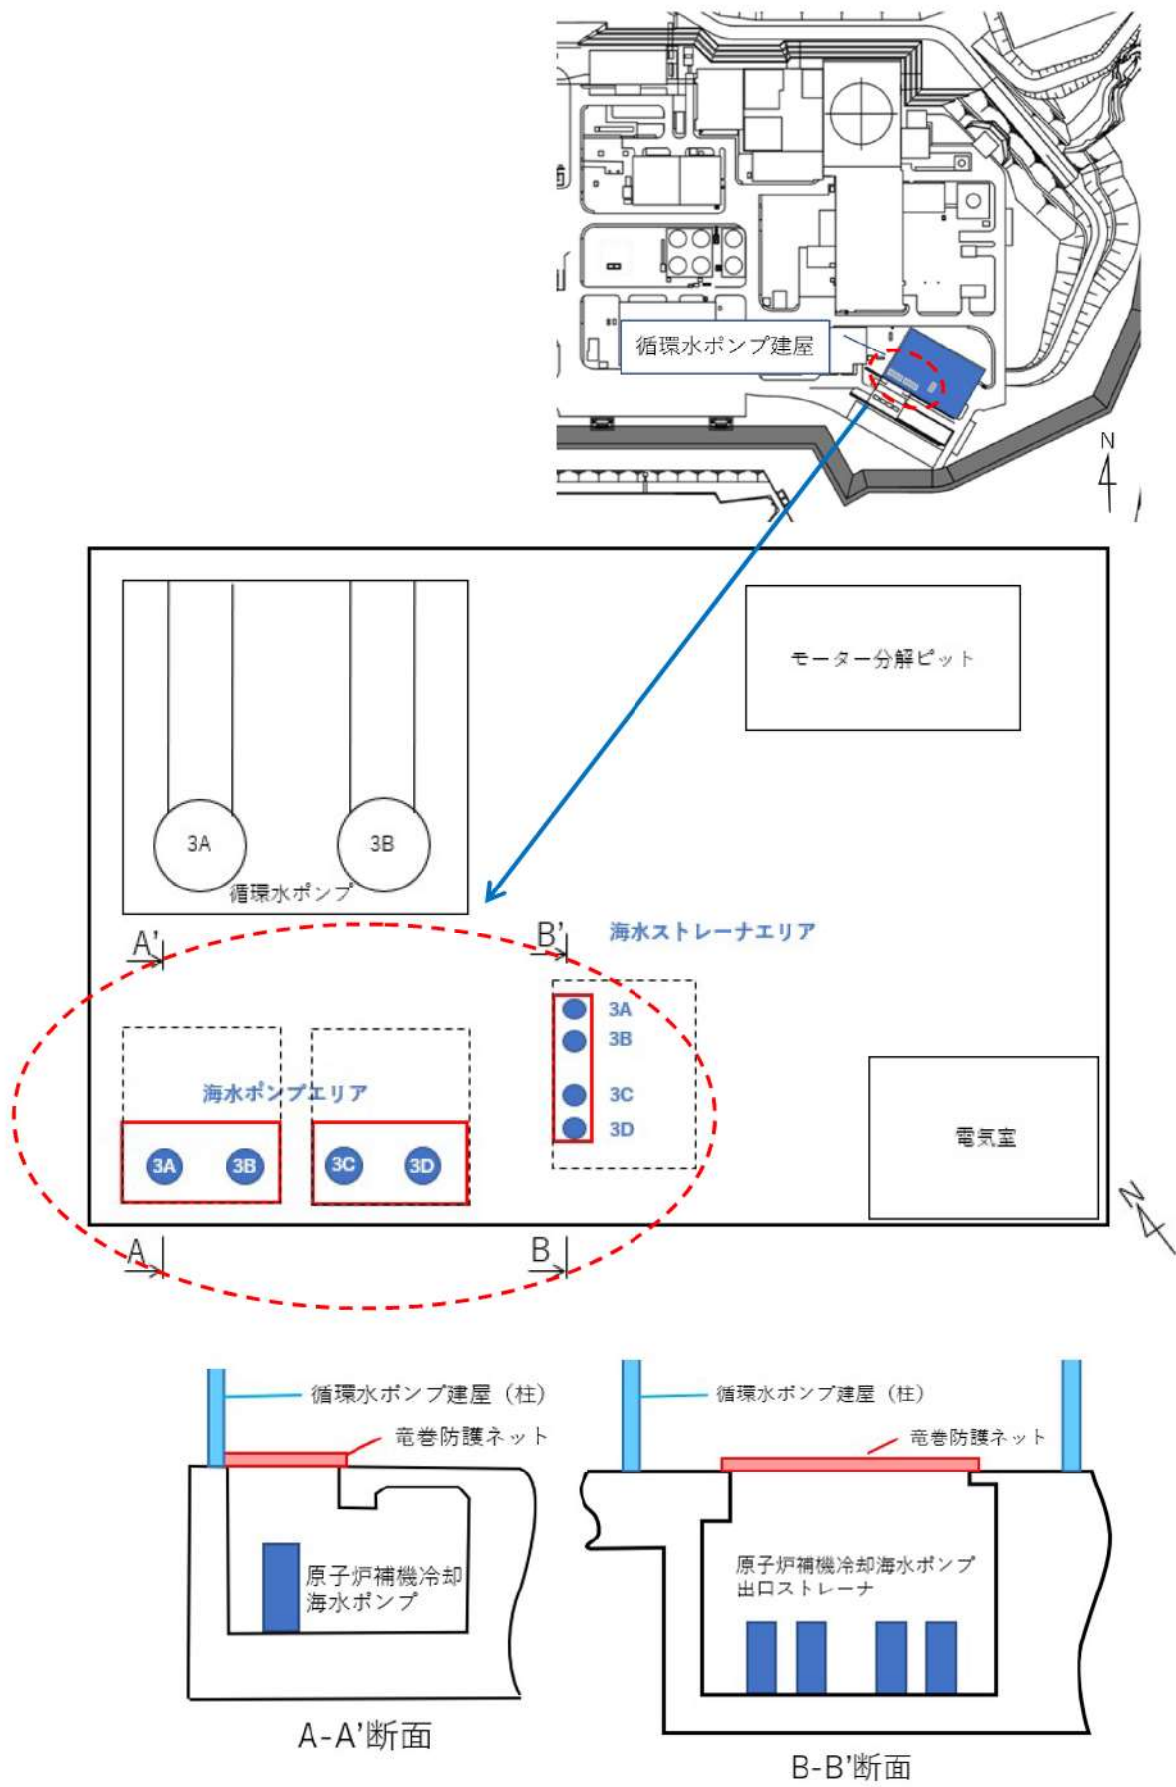 循環水ポンプ建屋
N
モーター分解ピット
3A
3B
循環水ポンプ
A'
B'
海水ストレーナエリア
3A
3B
3C
3D
海水ポンプエリア
3A
3B
3C
3D
電気室
N
A
B
循環水ポンプ建屋（柱）
竜巻防護ネット
原子炉補機冷却
海水ポンプ
A-A'断面
循環水ポンプ建屋（柱）
竜巻防護ネット
原子炉補機冷却海水ポンプ
出口ストレーナ
B-B'断面